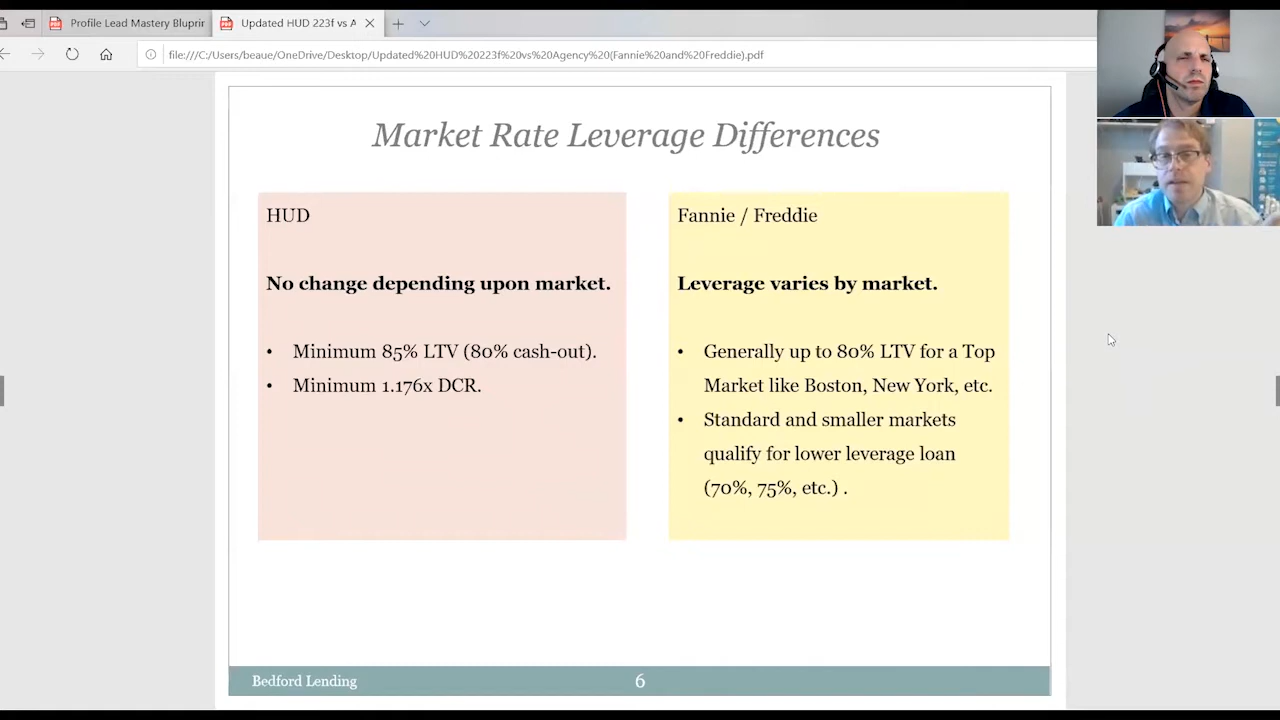 Profile Lead Mastery Bluprir
Updated HUD 223f vs A
file:///C:/Users/beaue/OneDrive/Desktop/Updated%20HUD%20223f%20vs%20Agency%20(Fannie%20and%20Freddie).pdf
Market Rate Leverage Differences
HUD
No change depending upon market.
• Minimum 85% LTV (80% cash-out).
• Minimum 1.176x DCR.
Fannie / Freddie
Leverage varies by market.
• Generally up to 80% LTV for a Top
Market like Boston, New York, etc.
• Standard and smaller markets
qualify for lower leverage loan
(70%, 75%, etc.) .
Bedford Lending
6